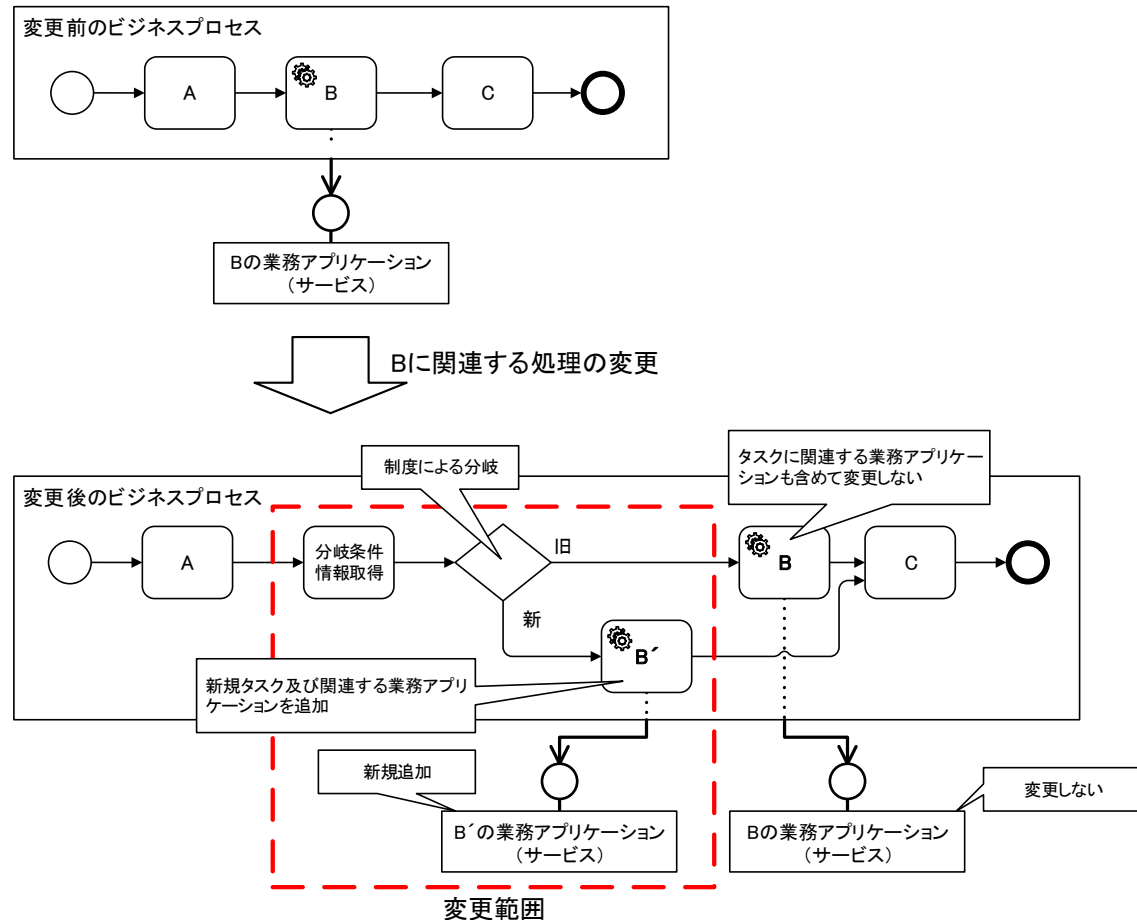 変更前のビジネスプロセス
A
B
C
Bの業務アプリケーション
（サービス）
Bに関連する処理の変更
制度による分岐
タスクに関連する業務アプリケー
ションも含めて変更しない
変更後のビジネスプロセス
A
分岐条件
情報取得
旧
B
C
新
B´
新規タスク及び関連する業務アプリ
ケーションを追加
新規追加
変更しない
B´の業務アプリケーション
（サービス）
Bの業務アプリケーション
（サービス）
変更範囲